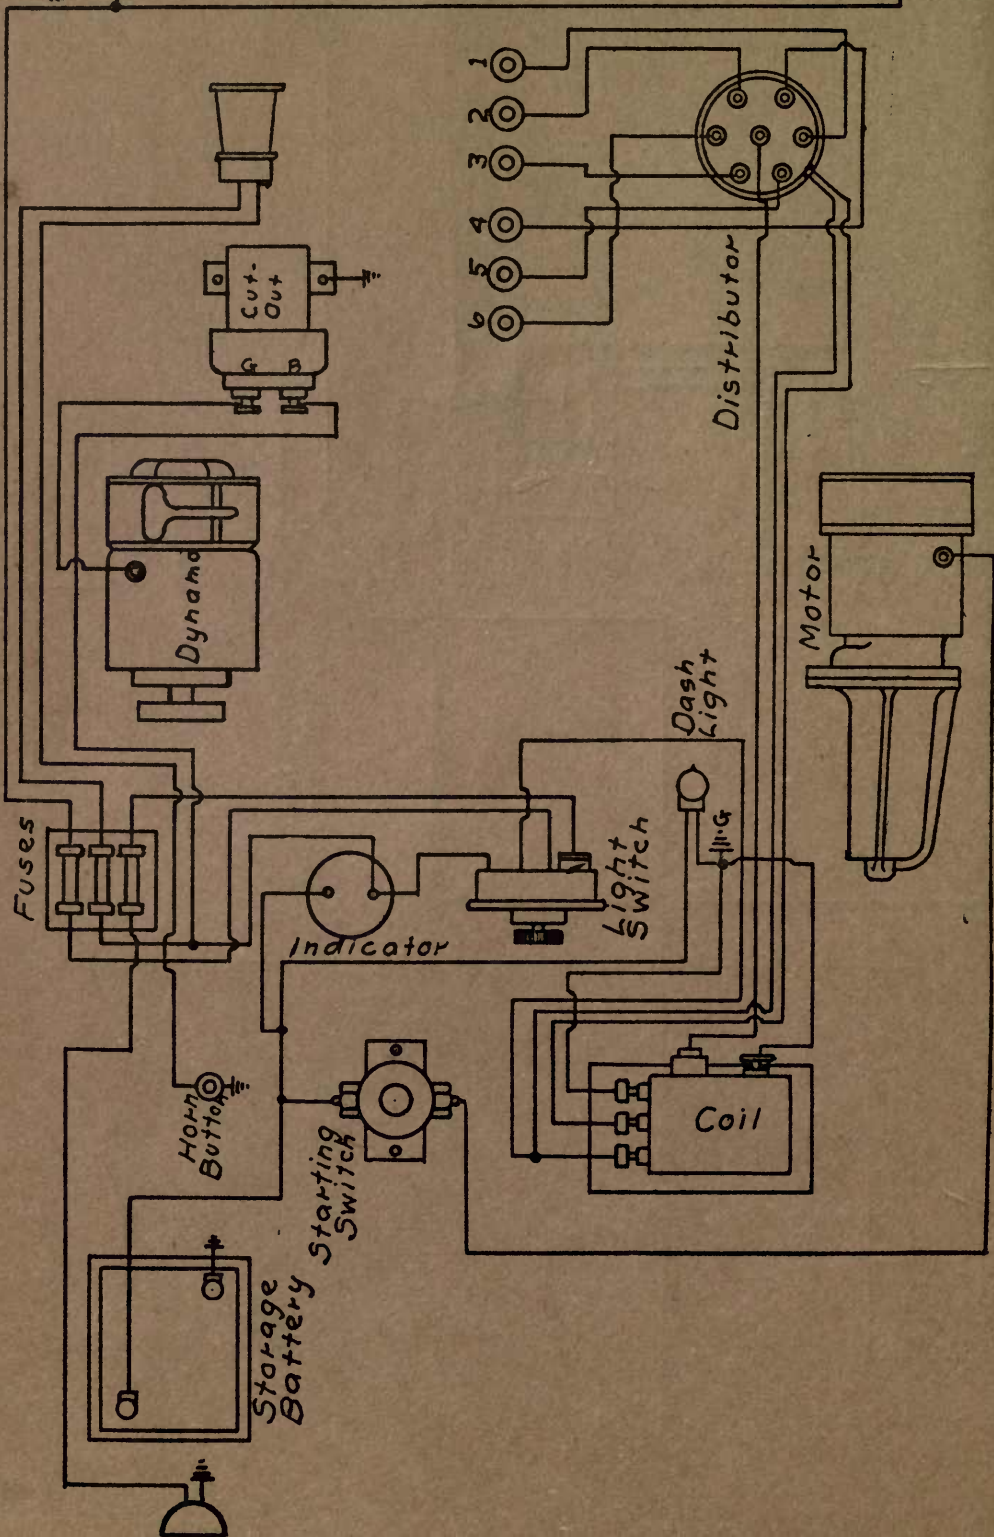 1
2
3
4
5
6
Cut-
Out
G B
Distributor
Dynamo
Motor
Dash
Light
G
Fuses
Light
Switch
Indicator
Coil
Horn
Button
Starting
Switch
Storage
Battery